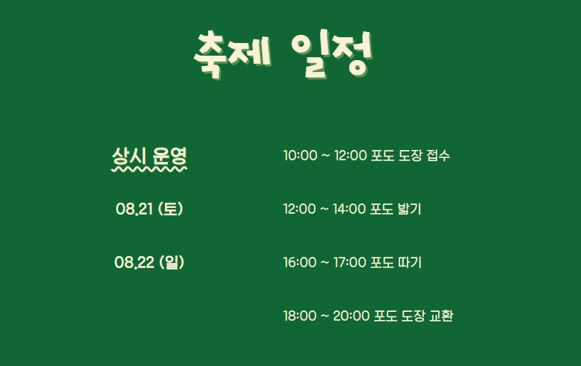 축제 일정
상시 운영
08.21 (토)
08.22 (일)
10:00 ~ 12:00 포도 도장 접수
12:00 ~ 14:00 포도 밟기
16:00 ~ 17:00 포도 따기
18:00 ~ 20:00 포도 도장 교환